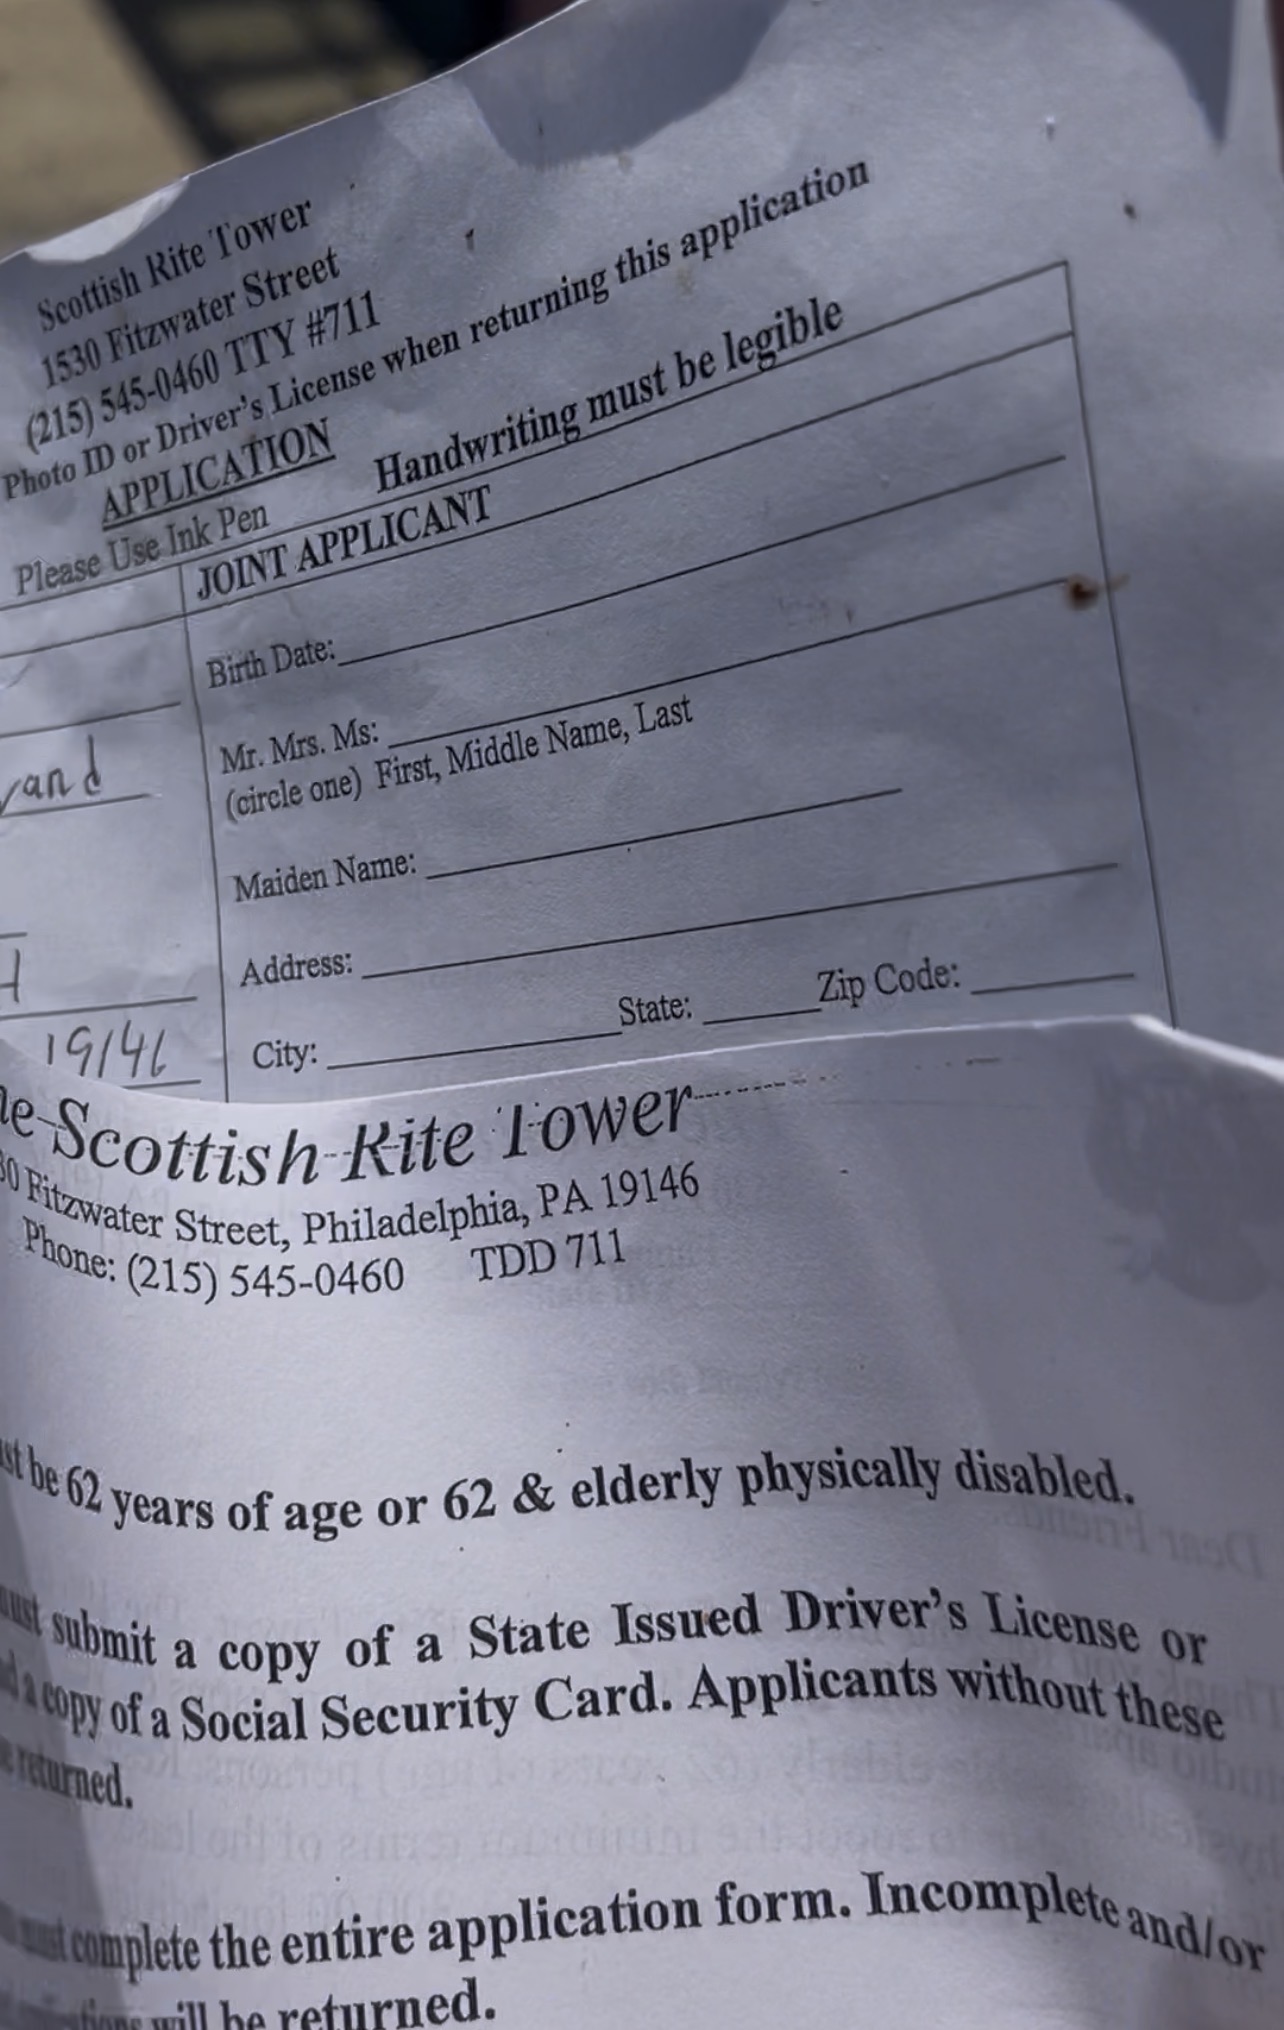 Scottish Rite Tower
1530 Fitzwater Street
(215) 545-0460 TTY #711
Photo ID or Driver's License when returning this application
APPLICATION
Please Use Ink Pen Handwriting must be legible
JOINT APPLICANT
Birth Date:
Mr. Mrs. Ms:
(circle one) First, Middle Name, Last
Maiden Name:
Address:
City: State: Zip Code:
19146
Scottish Rite Tower
Fitzwater Street, Philadelphia, PA 19146
Phone: (215) 545-0460 TDD 711
be 62 years of age or 62 & elderly physically disabled.
must submit a copy of a State Issued Driver's License or
a copy of a Social Security Card. Applicants without these
returned.
must complete the entire application form. Incomplete and/or
will be returned.